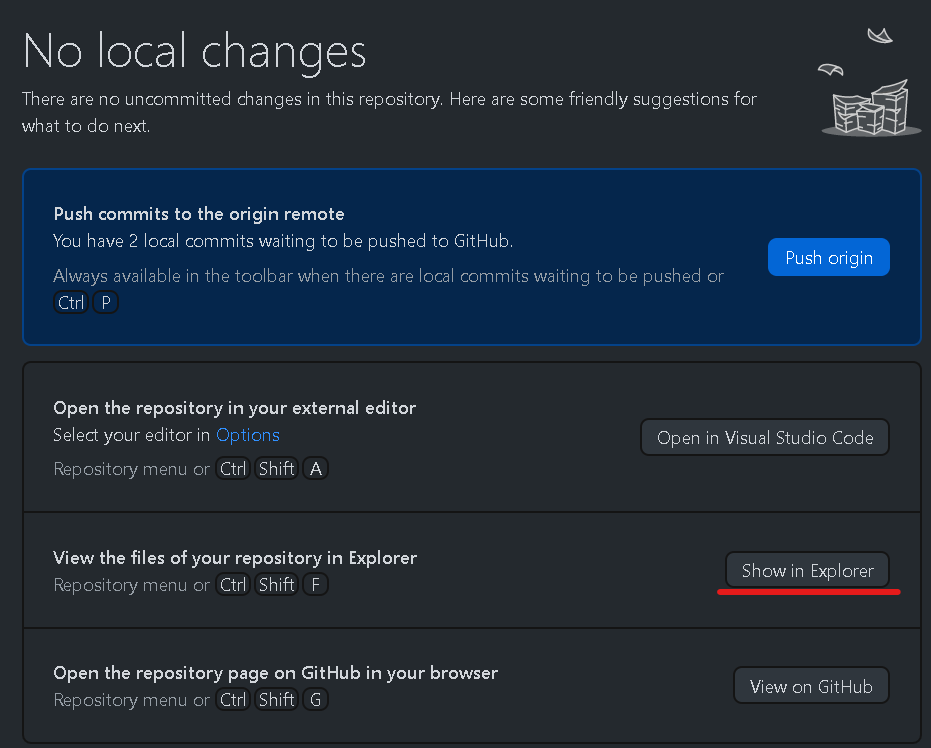 No local changes
There are no uncommitted changes in this repository. Here are some friendly suggestions for
what to do next.
Push commits to the origin remote
You have 2 local commits waiting to be pushed to GitHub.
Always available in the toolbar when there are local commits waiting to be pushed or
Ctrl P
Push origin
Open the repository in your external editor
Select your editor in Options
Repository menu or Ctrl Shift A
Open in Visual Studio Code
View the files of your repository in Explorer
Repository menu or Ctrl Shift F
Show in Explorer
Open the repository page on GitHub in your browser
Repository menu or Ctrl Shift G
View on GitHub